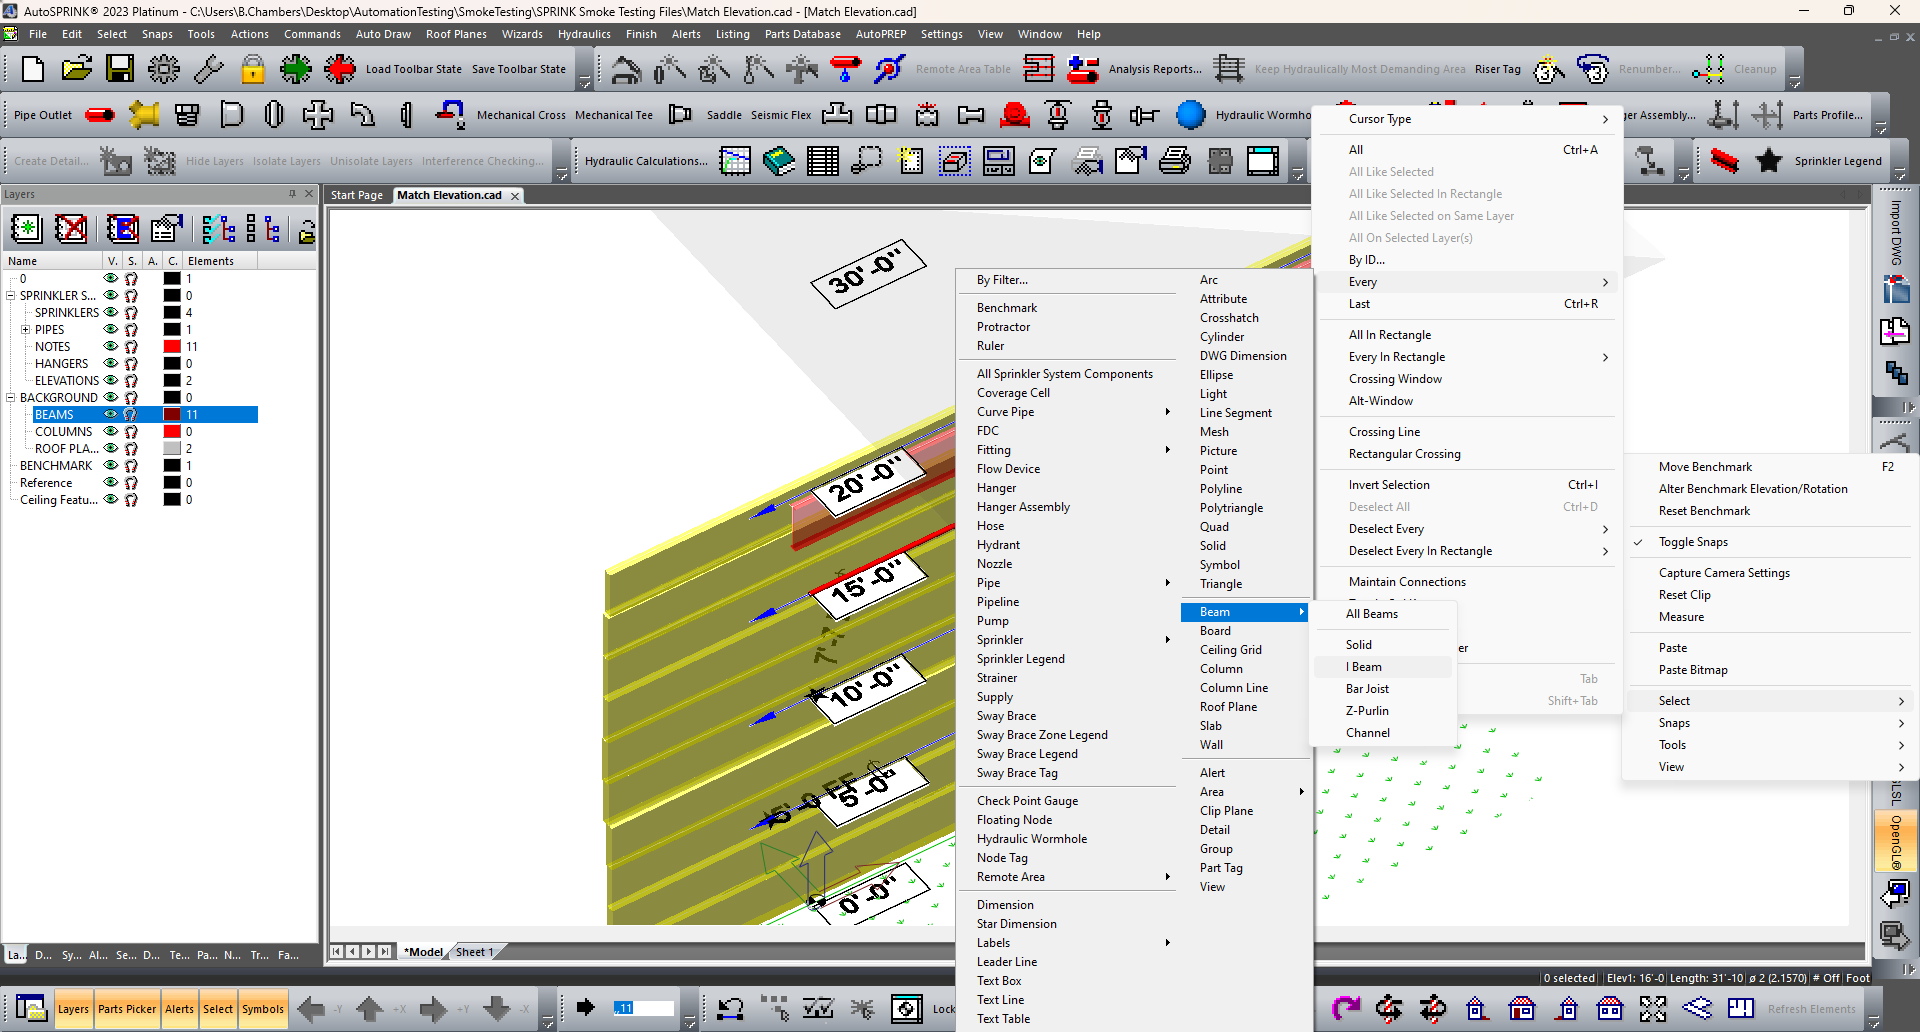 AutoSPRINK® 2023 Platinum - C:\Users\B.Chambers\Desktop\AutomationTesting\SmokeTesting\SPRINK Smoke Testing Files\Match Elevation.cad - [Match Elevation.cad]
File Edit Select Snaps Tools Actions Commands Auto Draw Roof Planes Wizards Hydraulics Finish Alerts Listing Parts Database AutoPREP Settings View Window Help
Load Toolbar State Save Toolbar State Remote Area Table Analysis Reports... Keep Hydraulically Most Demanding Area Riser Tag Renumber... Cleanup
Pipe Outlet Mechanical Cross Mechanical Tee Saddle Seismic Flex Hydraulic Wormho ger Assembly... Parts Profile...
Create Detail... Hide Layers Isolate Layers Unisolate Layers Interference Checking... Hydraulic Calculations... Sprinkler Legend
Layers
Start Page Match Elevation.cad
Name V. S. A. C. Elements
0 1
SPRINKLER S... 0
SPRINKLERS 4
PIPES 1
NOTES 11
HANGERS 0
ELEVATIONS 2
BACKGROUND 0
BEAMS 11
COLUMNS 0
ROOF PLA... 2
BENCHMARK 1
Reference 0
Ceiling Featu... 0
La... D... Sy... Al... Se... D... Te... Pa... N... Tr... Fa...
30'-0"
20'-0"
15'-0"
10'-0"
5'-0"
0'-0"
By Filter...
Benchmark
Protractor
Ruler
All Sprinkler System Components
Coverage Cell
Curve Pipe
FDC
Fitting
Flow Device
Hanger
Hanger Assembly
Hose
Hydrant
Nozzle
Pipe
Pipeline
Pump
Sprinkler
Sprinkler Legend
Strainer
Supply
Sway Brace
Sway Brace Zone Legend
Sway Brace Legend
Sway Brace Tag
Check Point Gauge
Floating Node
Hydraulic Wormhole
Node Tag
Remote Area
Dimension
Star Dimension
Labels
Leader Line
Text Box
Text Line
Text Table
Arc
Attribute
Crosshatch
Cylinder
DWG Dimension
Ellipse
Light
Line Segment
Mesh
Picture
Point
Polyline
Polytriangle
Quad
Solid
Symbol
Triangle
Beam
Board
Ceiling Grid
Column
Column Line
Roof Plane
Slab
Wall
Alert
Area
Clip Plane
Detail
Group
Part Tag
View
All Beams
Solid
I Beam
Bar Joist
Z-Purlin
Channel
Cursor Type
All Ctrl+A
All Like Selected
All Like Selected In Rectangle
All Like Selected on Same Layer
All On Selected Layer(s)
By ID...
Every
Last Ctrl+R
All In Rectangle
Every In Rectangle
Crossing Window
Alt-Window
Crossing Line
Rectangular Crossing
Invert Selection Ctrl+I
Deselect All Ctrl+D
Deselect Every
Deselect Every In Rectangle
Maintain Connections
er
Tab
Shift+Tab
Move Benchmark F2
Alter Benchmark Elevation/Rotation
Reset Benchmark
Toggle Snaps
Capture Camera Settings
Reset Clip
Measure
Paste
Paste Bitmap
Select
Snaps
Tools
View
Import DWG
GLSL
OpenGL®
*Model Sheet 1
0 selected Elev1: 16'-0 Length: 31'-10 ø 2 (2.1570) # Off Foot
Layers Parts Picker Alerts Select Symbols -Y +X +Y -X .,11 Lock Refresh Elements